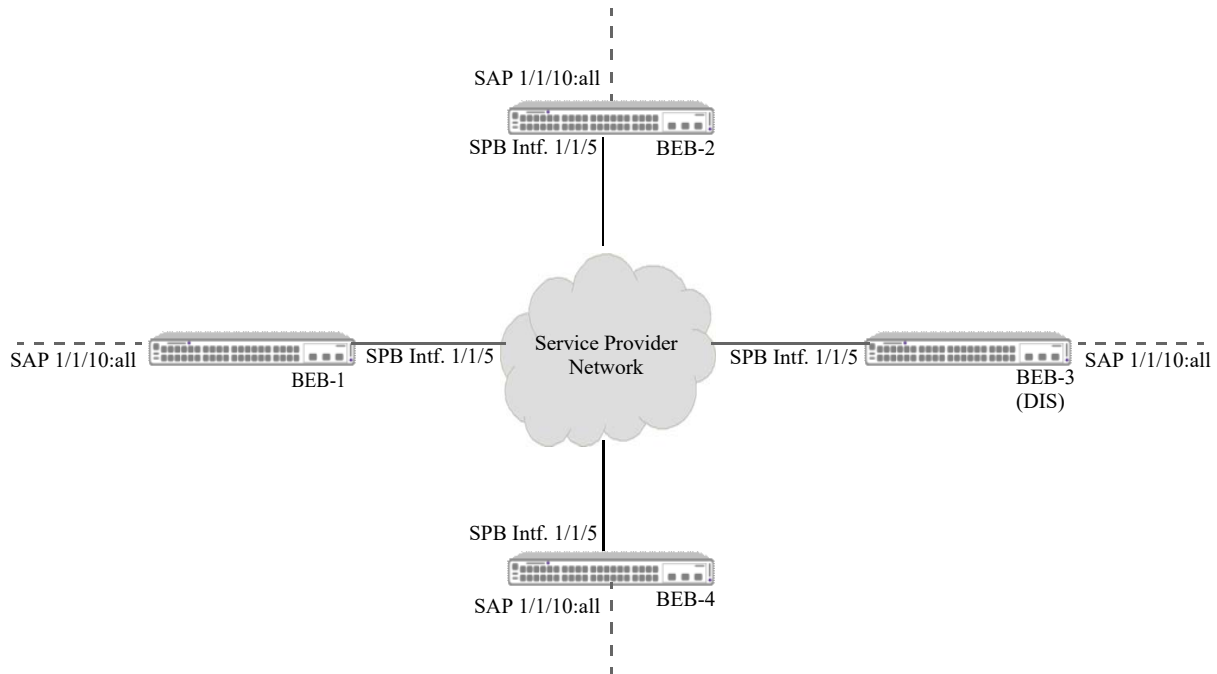 SAP 1/1/10:all
SPB Intf. 1/1/5
BEB-2
Service Provider
Network
SAP 1/1/10:all
SPB Intf. 1/1/5
BEB-1
SPB Intf. 1/1/5
BEB-3
(DIS)
SAP 1/1/10:all
SPB Intf. 1/1/5
SAP 1/1/10:all
BEB-4